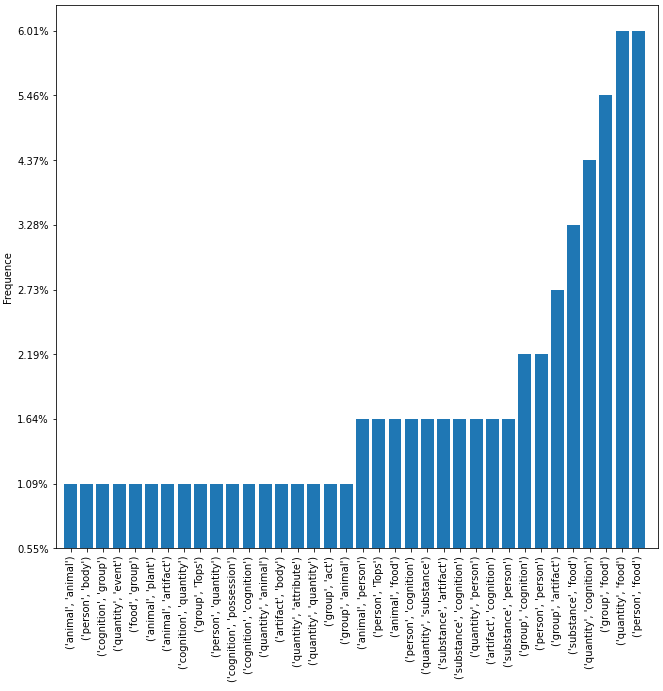 6.01%
5.46%
4.37%
3.28%
2.73%
2.19%
1.64%
1.09%
0.55%
Frequence
('animal', 'animal')
('person', 'body')
('cognition', 'group')
('quantity', 'event')
('food', 'group')
('animal', 'plant')
('animal', 'artifact')
('cognition', 'quantity')
('group', 'Tops')
('person', 'quantity')
('cognition', 'possession')
('cognition', 'cognition')
('quantity', 'animal')
('artifact', 'body')
('quantity', 'attribute')
('quantity', 'quantity')
('group', 'act')
('group', 'animal')
('animal', 'person')
('person', 'Tops')
('animal', 'food')
('person', 'cognition')
('quantity', 'substance')
('substance', 'artifact')
('substance', 'cognition')
('quantity', 'person')
('artifact', 'cognition')
('substance', 'person')
('group', 'cognition')
('person', 'person')
('group', 'artifact')
('substance', 'food')
('quantity', 'cognition')
('group', 'food')
('quantity', 'food')
('person', 'food')